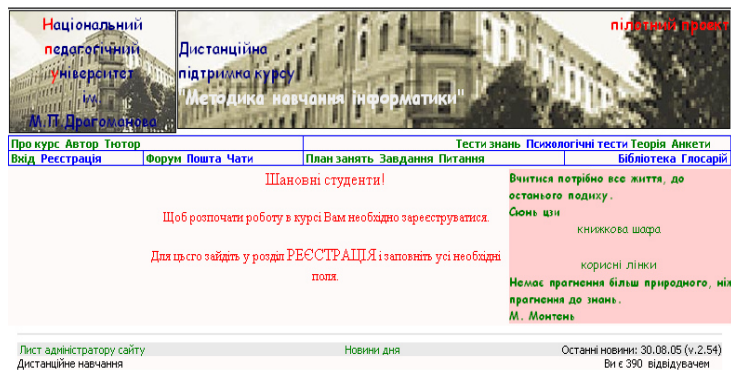 Національний
педагогічний
університет
ім.
М.П.Драгоманова
Дистанційна
підтримка курсу
"Методика навчання інформатики"
пілотний проект
Про курс Автор Тютор
Тести знань Психологічні тести Теорія Анкети
Вхід Реєстрація
Форум Пошта Чати
План занять Завдання Питання
Бібліотека Глосарій
Шановні студенти!
Щоб розпочати роботу в курсі Вам необхідно зареєструватися.
Для цього зайдіть у розділ РЕЄСТРАЦІЯ і заповніть усі необхідні
поля.
Вчитися потрібно все життя, до
останього подиху.
Сюнь цзи
книжкова шафа
корисні лінки
Немає прагнення більш природного, ніж
прагнення до знань.
М. Монтень
Лист адміністратору сайту
Новини дня
Останні новини: 30.08.05 (v.2.54)
Дистанційне навчання
Ви є 390 відвідувачем